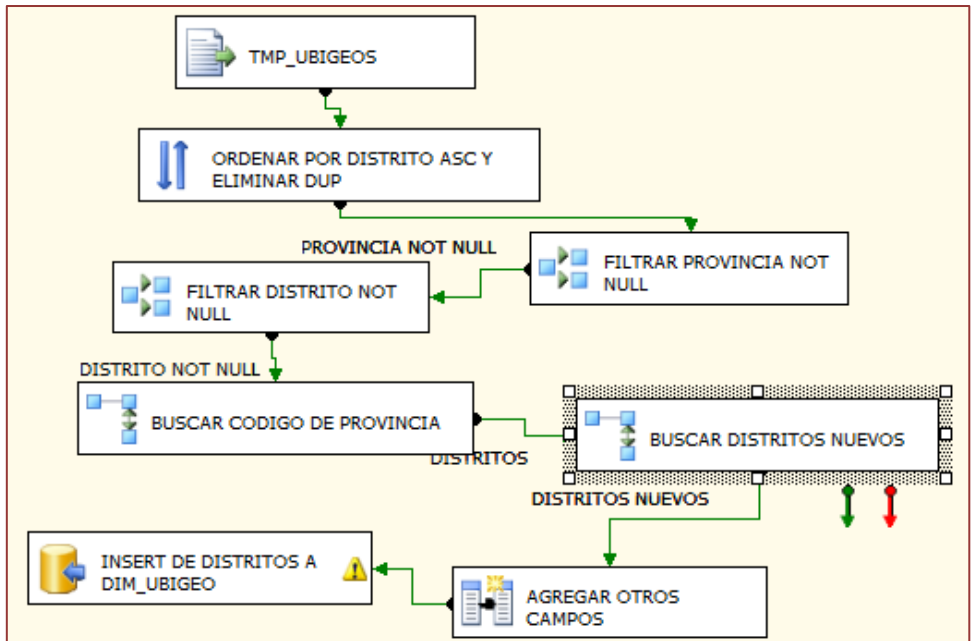 TMP_UBIGEOS
ORDENAR POR DISTRITO ASC Y
ELIMINAR DUP
PROVINCIA NOT NULL
FILTRAR PROVINCIA NOT
NULL
FILTRAR DISTRITO NOT
NULL
DISTRITO NOT NULL
BUSCAR CODIGO DE PROVINCIA
DISTRITOS
BUSCAR DISTRITOS NUEVOS
DISTRITOS NUEVOS
INSERT DE DISTRITOS A
DIM_UBIGEO
AGREGAR OTROS
CAMPOS